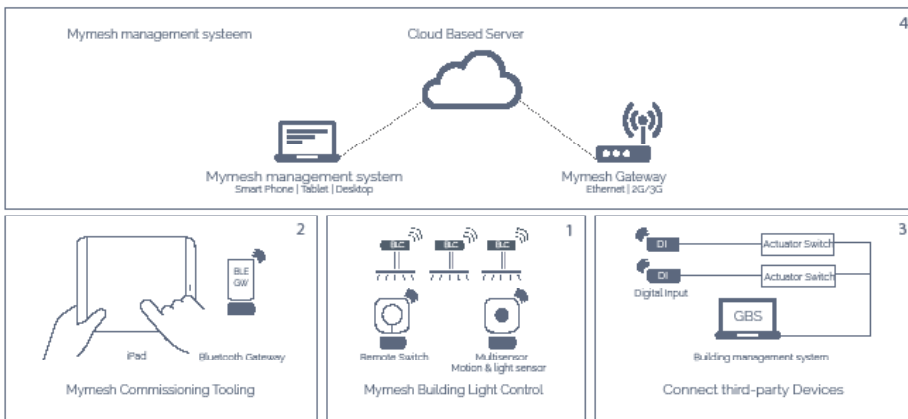 Mymesh management systeem
Cloud Based Server
4
Mymesh management system
Smart Phone | Tablet | Desktop
Mymesh Gateway
Ethernet | 2G/3G
2
BLE
GW
iPad
Bluetooth Gateway
Mymesh Commissioning Tooling
1
BLC
BLC
BLC
Remote Switch
Multisensor
Motion & light sensor
Mymesh Building Light Control
3
DI
Actuator Switch
DI
Actuator Switch
Digital Input
GBS
Building management system
Connect third-party Devices